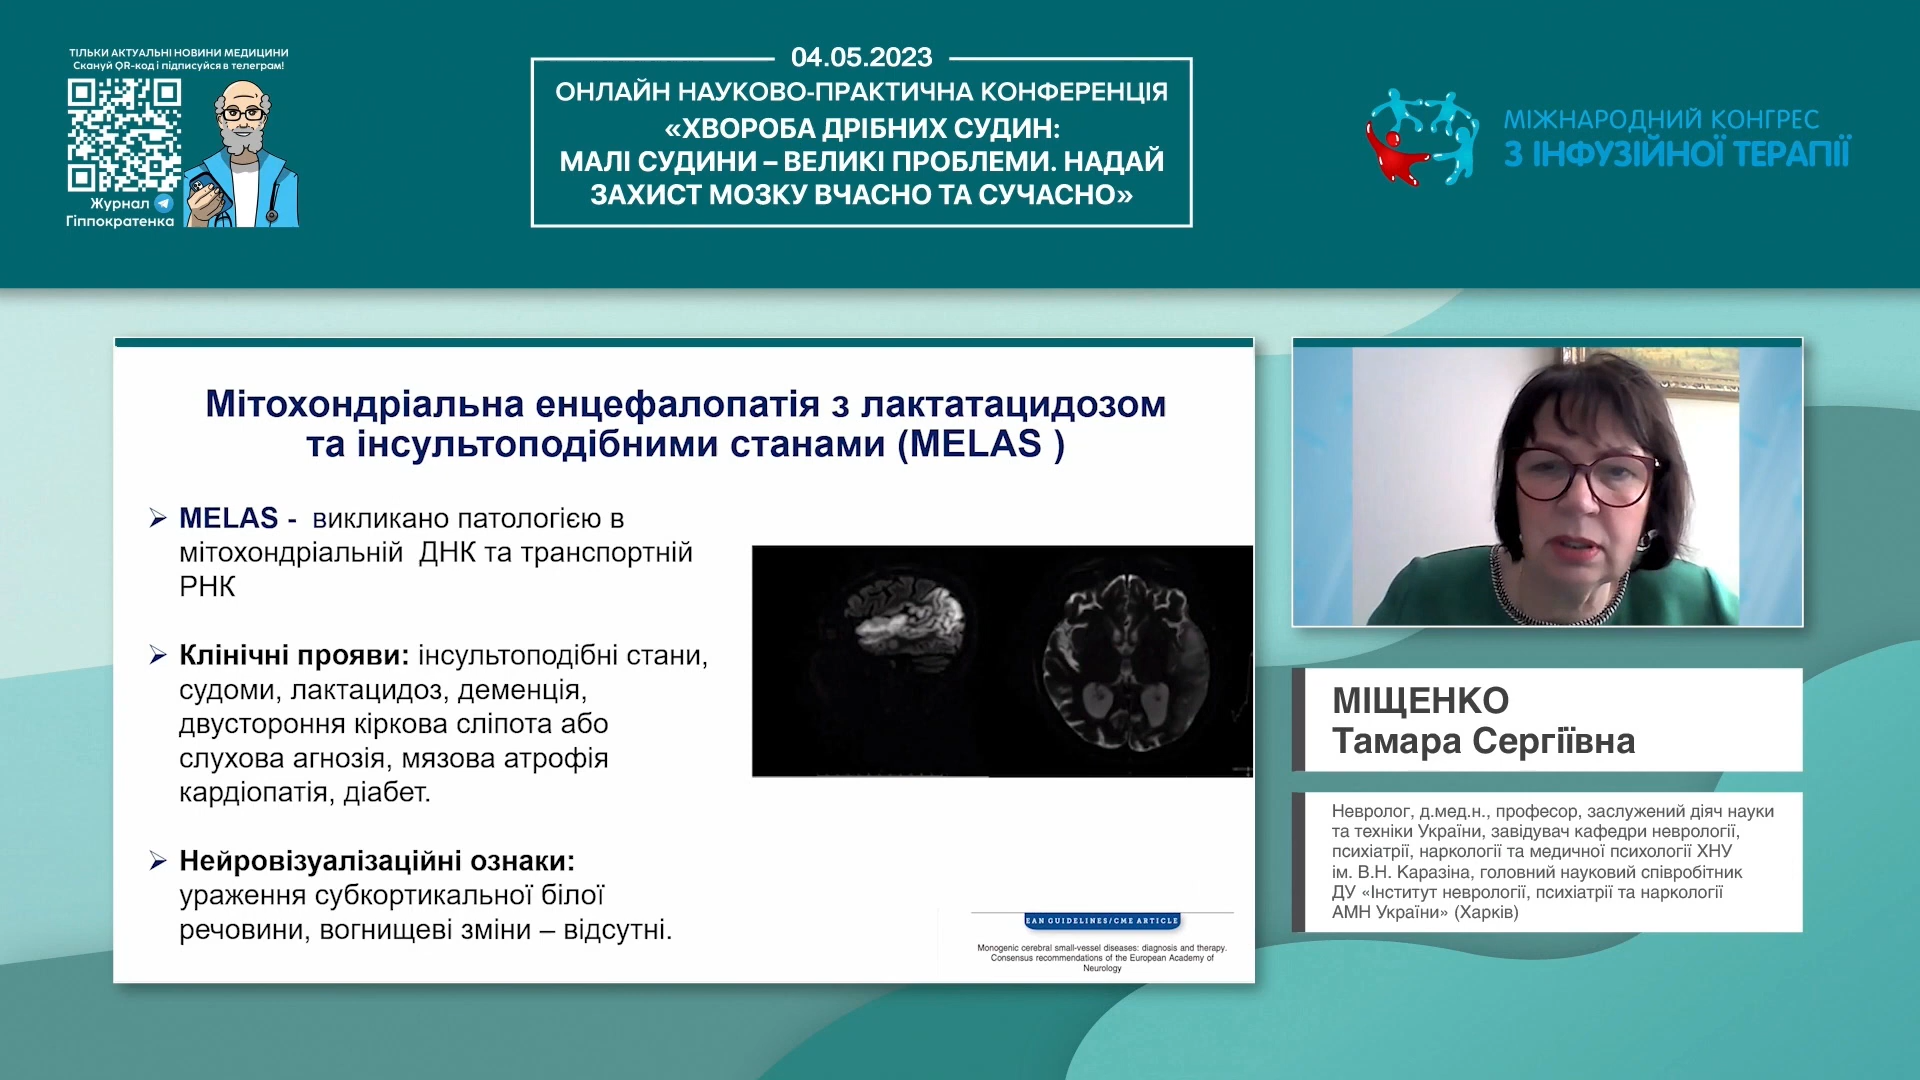 ТІЛЬКИ АКТУАЛЬНІ НОВИНИ МЕДИЦИНИ
Скануй QR-код і підписуйся в телеграм!
Журнал
Гіппократенка
04.05.2023
ОНЛАЙН НАУКОВО-ПРАКТИЧНА КОНФЕРЕНЦІЯ
«ХВОРОБА ДРІБНИХ СУДИН:
МАЛІ СУДИНИ – ВЕЛИКІ ПРОБЛЕМИ. НАДАЙ
ЗАХИСТ МОЗКУ ВЧАСНО ТА СУЧАСНО»
МІЖНАРОДНИЙ КОНГРЕС
З ІНФУЗІЙНОЇ ТЕРАПІЇ
Мітохондріальна енцефалопатія з лактатацидозом
та інсультоподібними станами (MELAS )
MELAS - викликано патологією в
мітохондріальній ДНК та транспортній
РНК
Клінічні прояви: інсультоподібні стани,
судоми, лактацидоз, деменція,
двустороння кіркова сліпота або
слухова агнозія, мязова атрофія
кардіопатія, діабет.
Нейровізуалізаційні ознаки:
ураження субкортикальної білої
речовини, вогнищеві зміни – відсутні.
EAN GUIDELINES/CME ARTICLE
Monogenic cerebral small-vessel diseases: diagnosis and therapy.
Consensus recommendations of the European Academy of
Neurology
МІЩЕНКО
Тамара Сергіївна
Невролог, д.мед.н., професор, заслужений діяч науки
та техніки України, завідувач кафедри неврології,
психіатрії, наркології та медичної психології ХНУ
ім. В.Н. Каразіна, головний науковий співробітник
ДУ «Інститут неврології, психіатрії та наркології
АМН України» (Харків)